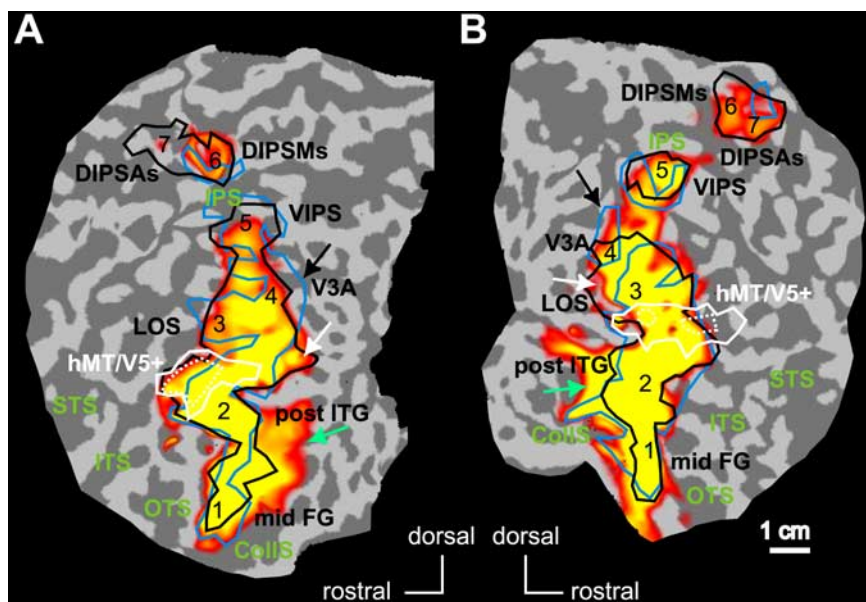 A
7
6
DIPSMs
DIPSAs
IPS
5
VIPS
4
V3A
3
LOS
hMT/V5+
STS
2
post ITG
ITS
OTS
1
mid FG
CollS
dorsal
rostral
B
DIPSMs
6
7
DIPSAs
IPS
5
VIPS
V3A
4
3
LOS
hMT/V5+
post ITG
2
STS
CollS
ITS
1
mid FG
OTS
1 cm
dorsal
rostral